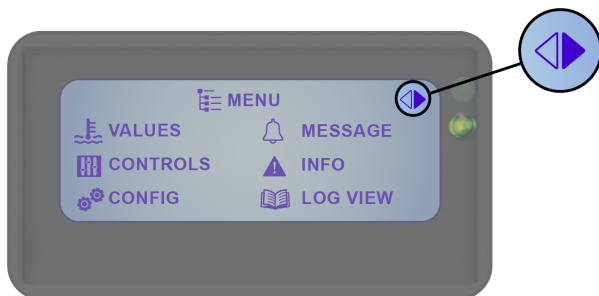 MENU
VALUES MESSAGE
CONTROLS INFO
CONFIG LOG VIEW